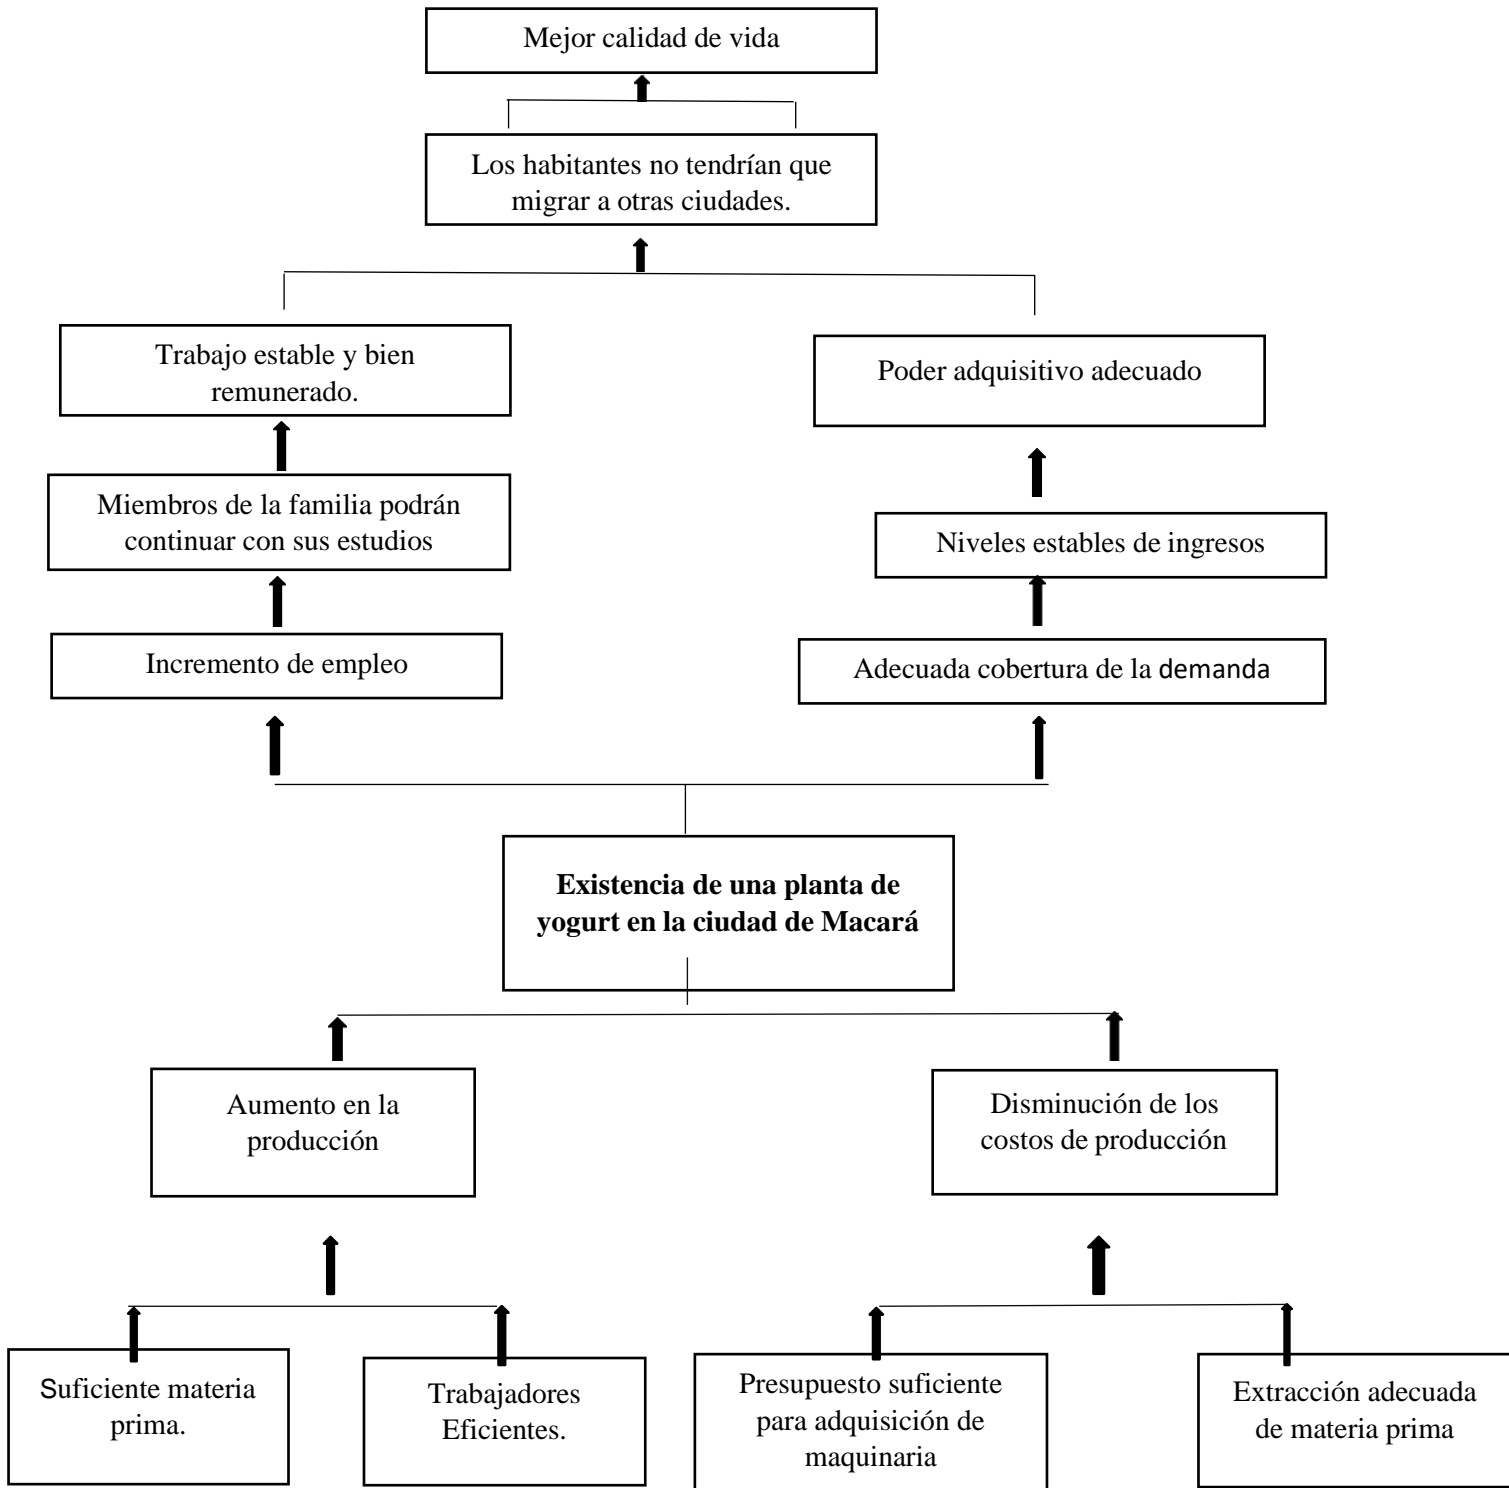 Mejor calidad de vida
Los habitantes no tendrían que
migrar a otras ciudades.
Trabajo estable y bien
remunerado.
Poder adquisitivo adecuado
Miembros de la familia podrán
continuar con sus estudios
Niveles estables de ingresos
Incremento de empleo
Adecuada cobertura de la demanda
Existencia de una planta de
yogurt en la ciudad de Macará
Aumento en la
producción
Disminución de los
costos de producción
Suficiente materia
prima.
Trabajadores
Eficientes.
Presupuesto suficiente
para adquisición de
maquinaria
Extracción adecuada
de materia prima